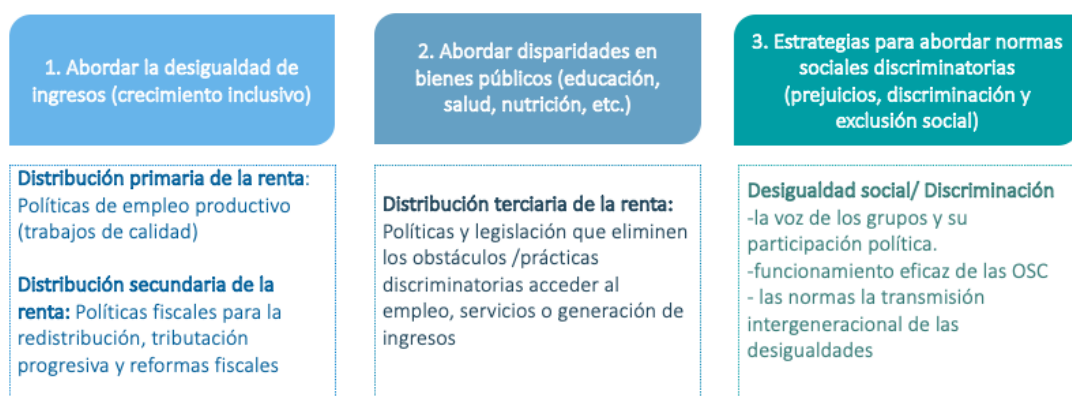 1. Abordar la desigualdad de
ingresos (crecimiento inclusivo)
Distribución primaria de la renta:
Políticas de empleo productivo
(trabajos de calidad)
Distribución secundaria de la
renta: Políticas fiscales para la
redistribución, tributación
progresiva y reformas fiscales
2. Abordar disparidades en
bienes públicos (educación,
salud, nutrición, etc.)
Distribución terciaria de la renta:
Políticas y legislación que eliminen
los obstáculos /prácticas
discriminatorias acceder al
empleo, servicios o generación de
ingresos
3. Estrategias para abordar normas
sociales discriminatorias
(prejuicios, discriminación y
exclusión social)
Desigualdad social/ Discriminación
-la voz de los grupos y su
participación política.
-funcionamiento eficaz de las OSC
- las normas la transmisión
intergeneracional de las
desigualdades